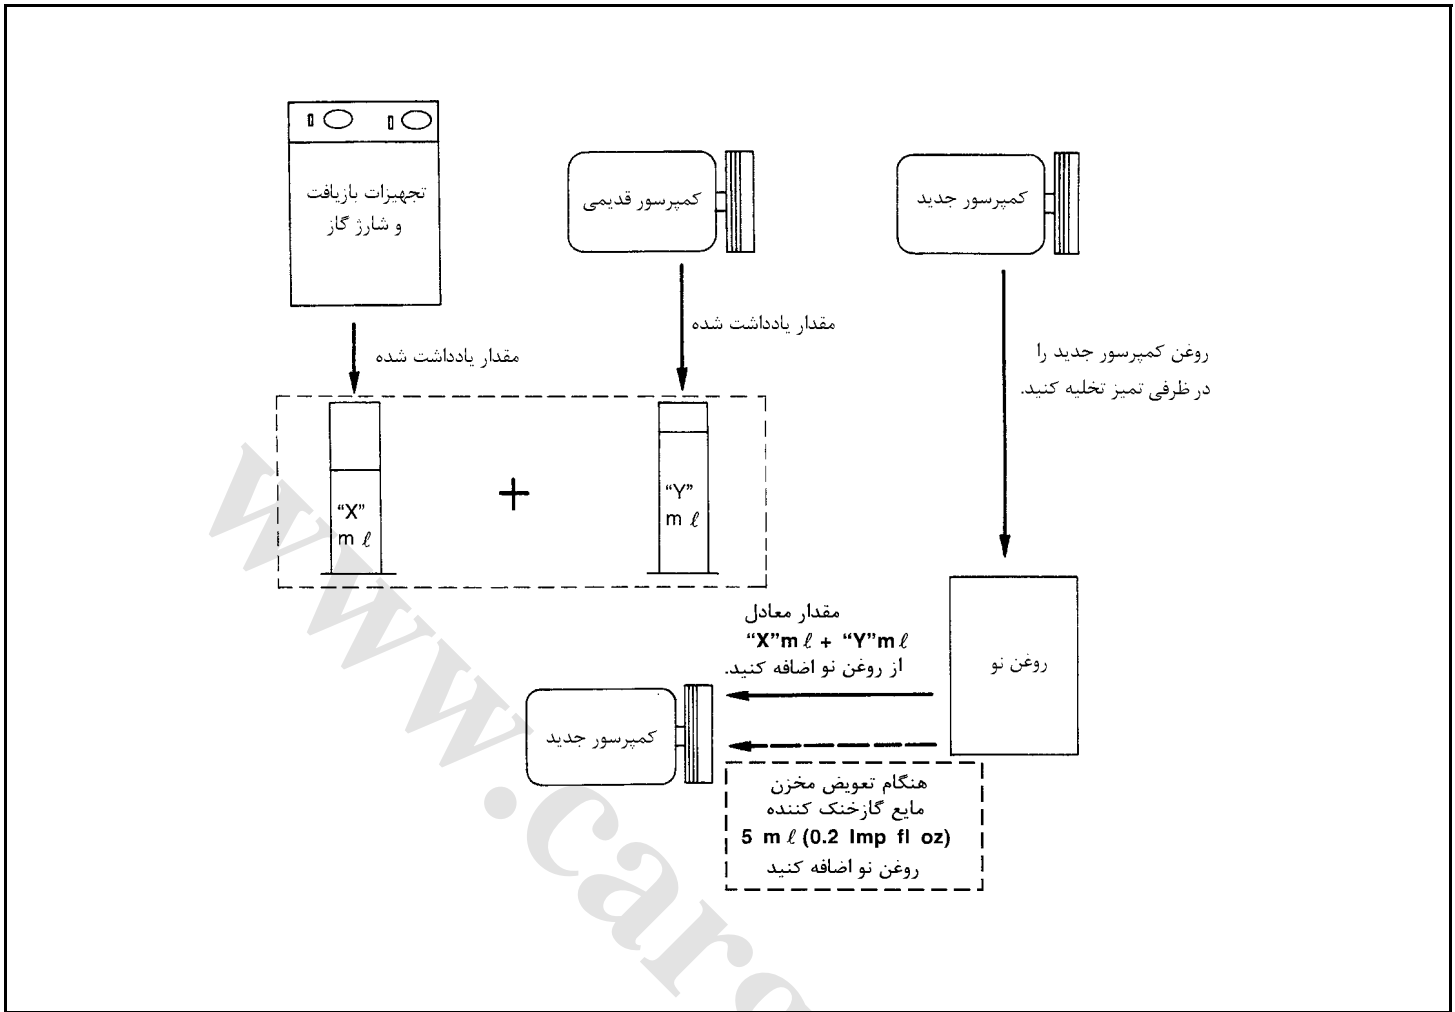 تجهیزات بازیافت
و شارژ گاز
کمپرسور قدیمی
کمپرسور جدید
مقدار یادداشت شده
مقدار یادداشت شده
روغن کمپرسور جدید را
در ظرفی تمیز تخلیه کنید.
“X”
m ℓ
+
“Y”
m ℓ
مقدار معادل
“X”m ℓ + “Y”m ℓ
از روغن نو اضافه کنید.
روغن نو
کمپرسور جدید
هنگام تعویض مخزن
مایع گازخنک کننده
5 m ℓ (0.2 Imp fl oz)
روغن نو اضافه کنید